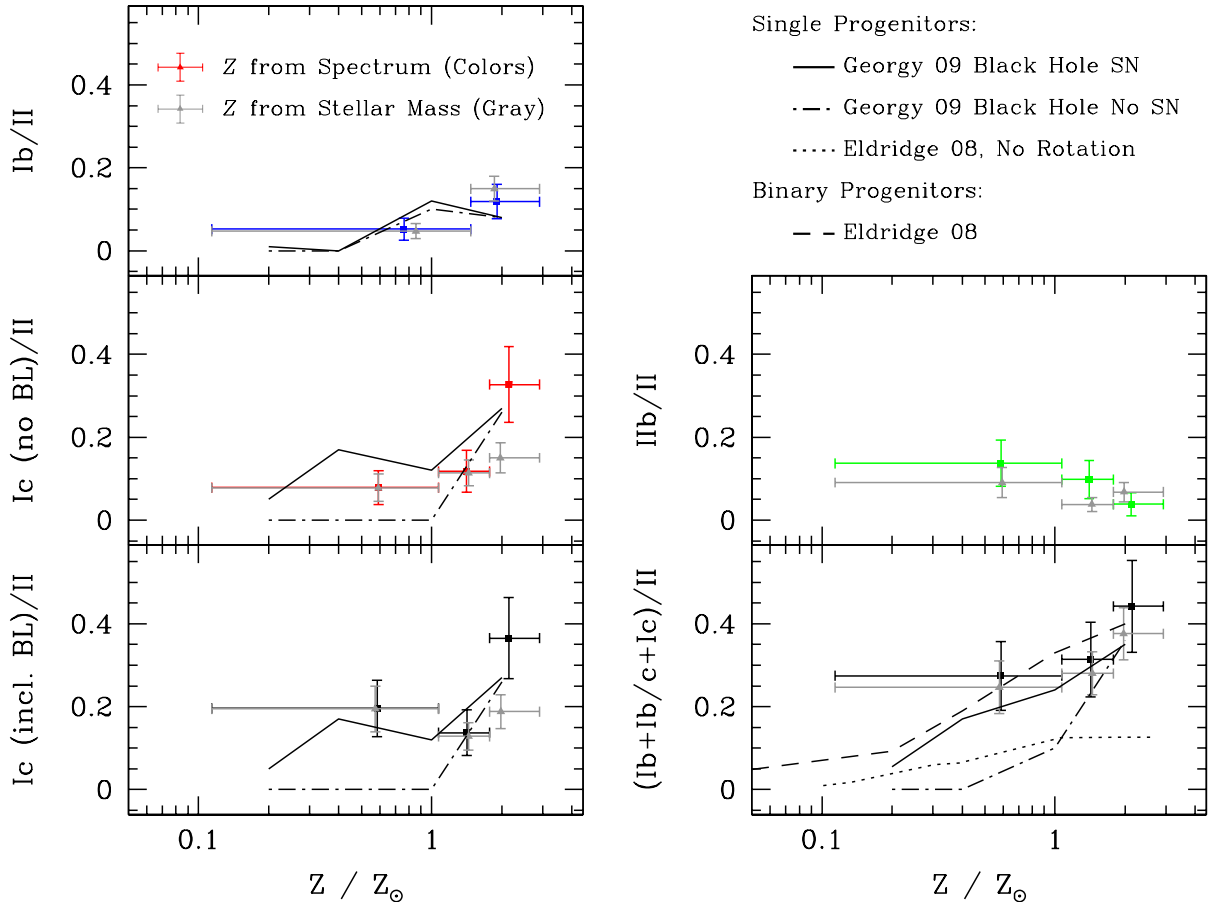 Ib/II
0.4
0.2
0
Z from Spectrum (Colors)
Z from Stellar Mass (Gray)
Single Progenitors:
Georgy 09 Black Hole SN
Georgy 09 Black Hole No SN
Eldridge 08, No Rotation
Binary Progenitors:
Eldridge 08
Ic (no BL)/II
0.4
0.2
0
IIb/II
0.4
0.2
0
Ic (incl. BL)/II
0.4
0.2
0
0.1 1
Z / Z⊙
(Ib+Ib/c+Ic)/II
0.4
0.2
0
0.1 1
Z / Z⊙